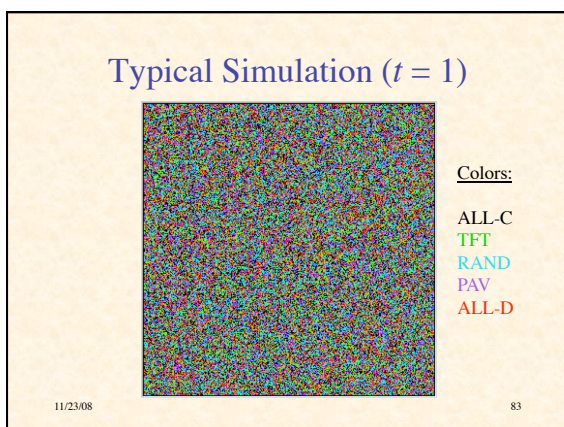 Typical Simulation (t = 1)
Colors:
ALL-C
TFT
RAND
PAV
ALL-D
11/23/08
83